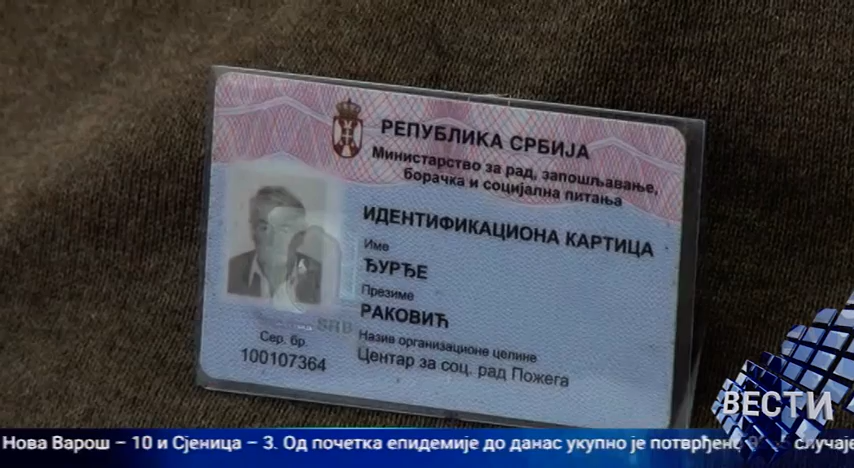 РЕПУБЛИКА СРБИЈА
Министарство за рад, запошљавање,
борачка и социјална питања
ИДЕНТИФИКАЦИОНА КАРТИЦА
Име
ЂУРЂЕ
Презиме
РАКОВИЋ
Назив организационе целине
Центар за соц. рад Пожега
Сер. бр.
100107364
ВЕСТИ
Нова Варош – 10 и Сјеница – 3. Од почетка епидемије до данас укупно је потврђено случаје